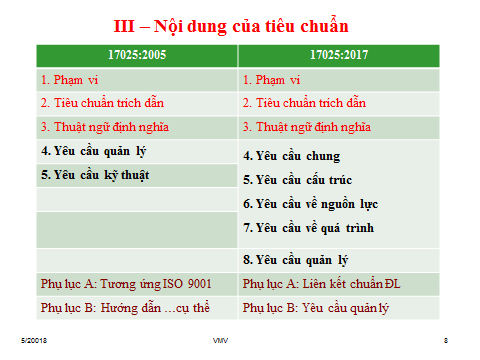 III – Nội dung của tiêu chuẩn
17025:2005 17025:2017
1. Phạm vi 1. Phạm vi
2. Tiêu chuẩn trích dẫn 2. Tiêu chuẩn trích dẫn
3. Thuật ngữ định nghĩa 3. Thuật ngữ định nghĩa
4. Yêu cầu quản lý 4. Yêu cầu chung
5. Yêu cầu kỹ thuật 5. Yêu cầu cấu trúc
6. Yêu cầu về nguồn lực
7. Yêu cầu về quá trình
8. Yêu cầu quản lý
Phụ lục A: Tương ứng ISO 9001 Phụ lục A: Liên kết chuẩn ĐL
Phụ lục B: Hướng dẫn ...cụ thể Phụ lục B: Yêu cầu quản lý
5/20018 VMV 8